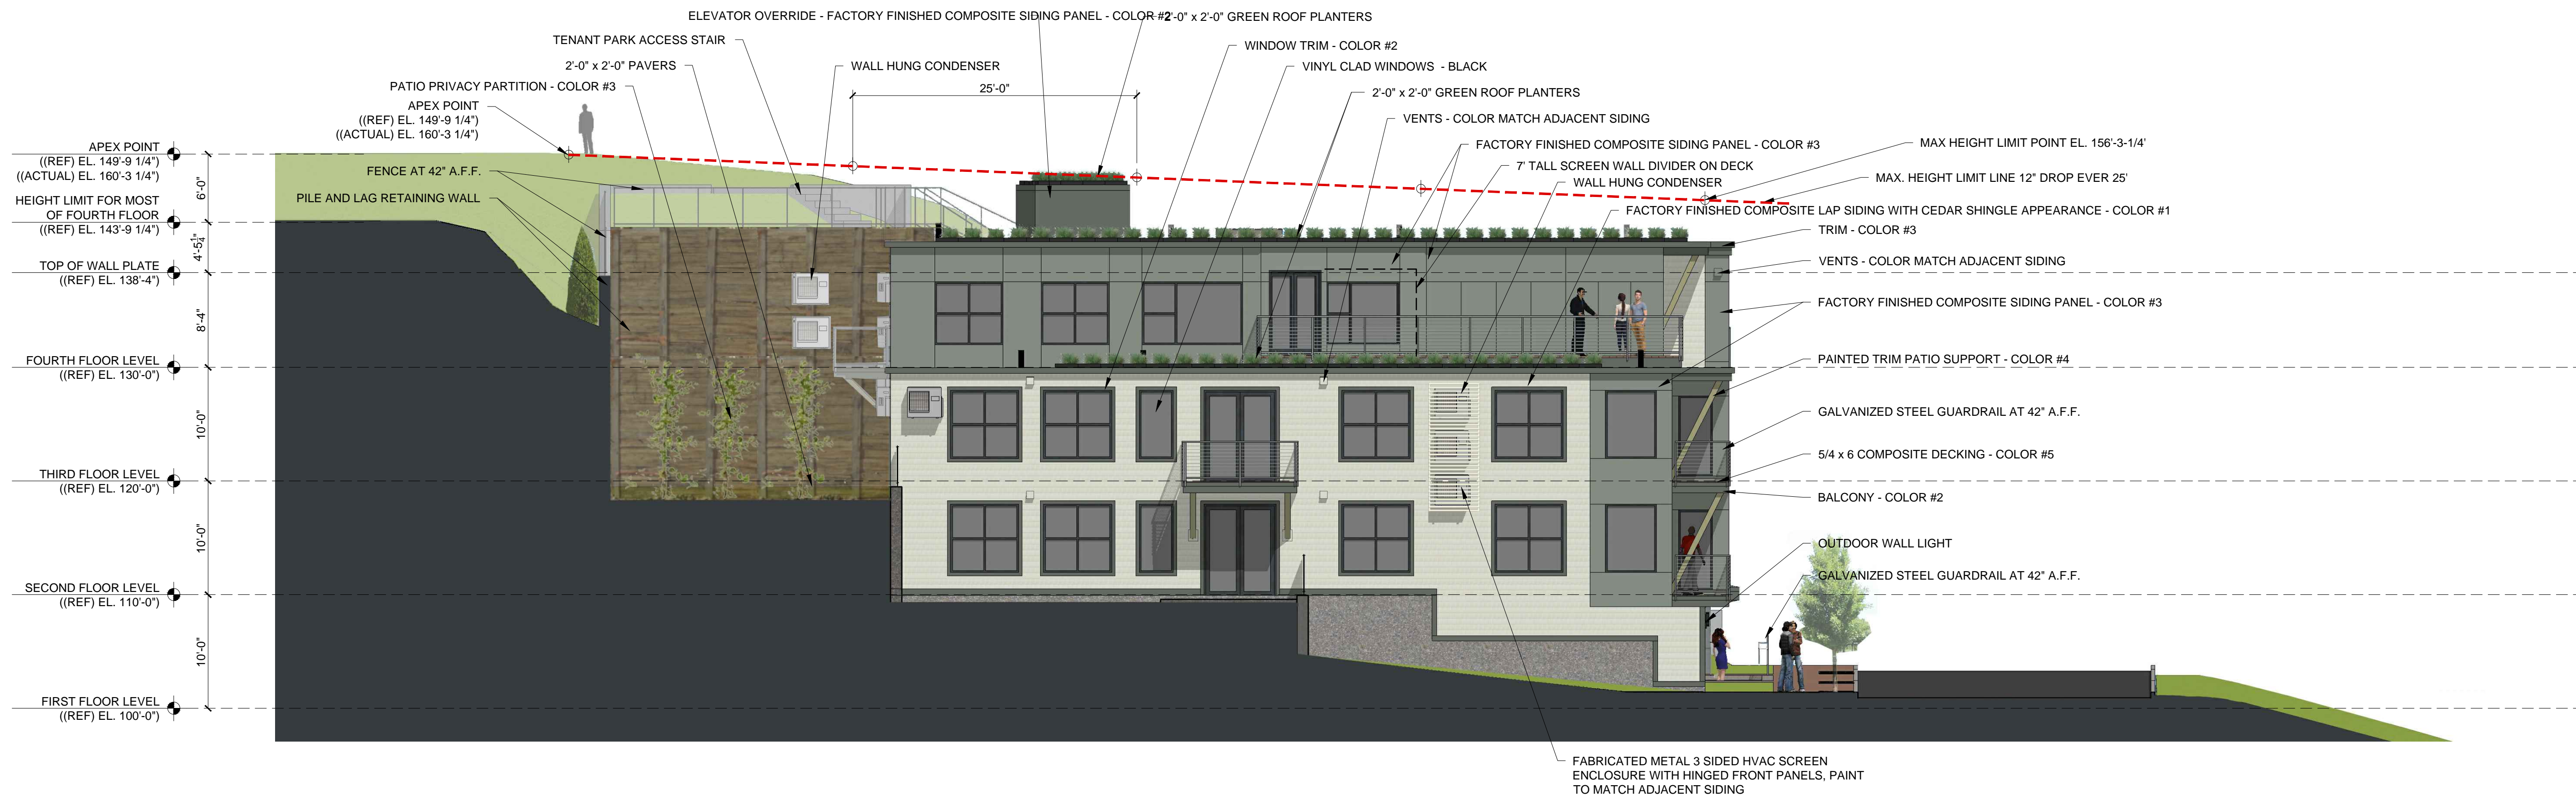 ELEVATOR OVERRIDE - FACTORY FINISHED COMPOSITE SIDING PANEL - COLOR #2
2'-0" x 2'-0" GREEN ROOF PLANTERS
TENANT PARK ACCESS STAIR
WINDOW TRIM - COLOR #2
2'-0" x 2'-0" PAVERS
WALL HUNG CONDENSER
VINYL CLAD WINDOWS - BLACK
PATIO PRIVACY PARTITION - COLOR #3
25'-0"
2'-0" x 2'-0" GREEN ROOF PLANTERS
APEX POINT
((REF) EL. 149'-9 1/4")
((ACTUAL) EL. 160'-3 1/4")
VENTS - COLOR MATCH ADJACENT SIDING
FACTORY FINISHED COMPOSITE SIDING PANEL - COLOR #3
MAX HEIGHT LIMIT POINT EL. 156'-3-1/4'
APEX POINT
((REF) EL. 149'-9 1/4")
((ACTUAL) EL. 160'-3 1/4")
7' TALL SCREEN WALL DIVIDER ON DECK
FENCE AT 42" A.F.F.
WALL HUNG CONDENSER
MAX. HEIGHT LIMIT LINE 12" DROP EVER 25'
6'-0"
PILE AND LAG RETAINING WALL
HEIGHT LIMIT FOR MOST
OF FOURTH FLOOR
((REF) EL. 143'-9 1/4")
FACTORY FINISHED COMPOSITE LAP SIDING WITH CEDAR SHINGLE APPEARANCE - COLOR #1
TRIM - COLOR #3
4'-5 1/4"
TOP OF WALL PLATE
((REF) EL. 138'-4")
VENTS - COLOR MATCH ADJACENT SIDING
FACTORY FINISHED COMPOSITE SIDING PANEL - COLOR #3
8'-4"
FOURTH FLOOR LEVEL
((REF) EL. 130'-0")
PAINTED TRIM PATIO SUPPORT - COLOR #4
10'-0"
GALVANIZED STEEL GUARDRAIL AT 42" A.F.F.
5/4 x 6 COMPOSITE DECKING - COLOR #5
THIRD FLOOR LEVEL
((REF) EL. 120'-0")
BALCONY - COLOR #2
10'-0"
OUTDOOR WALL LIGHT
GALVANIZED STEEL GUARDRAIL AT 42" A.F.F.
SECOND FLOOR LEVEL
((REF) EL. 110'-0")
10'-0"
FIRST FLOOR LEVEL
((REF) EL. 100'-0")
FABRICATED METAL 3 SIDED HVAC SCREEN
ENCLOSURE WITH HINGED FRONT PANELS, PAINT
TO MATCH ADJACENT SIDING